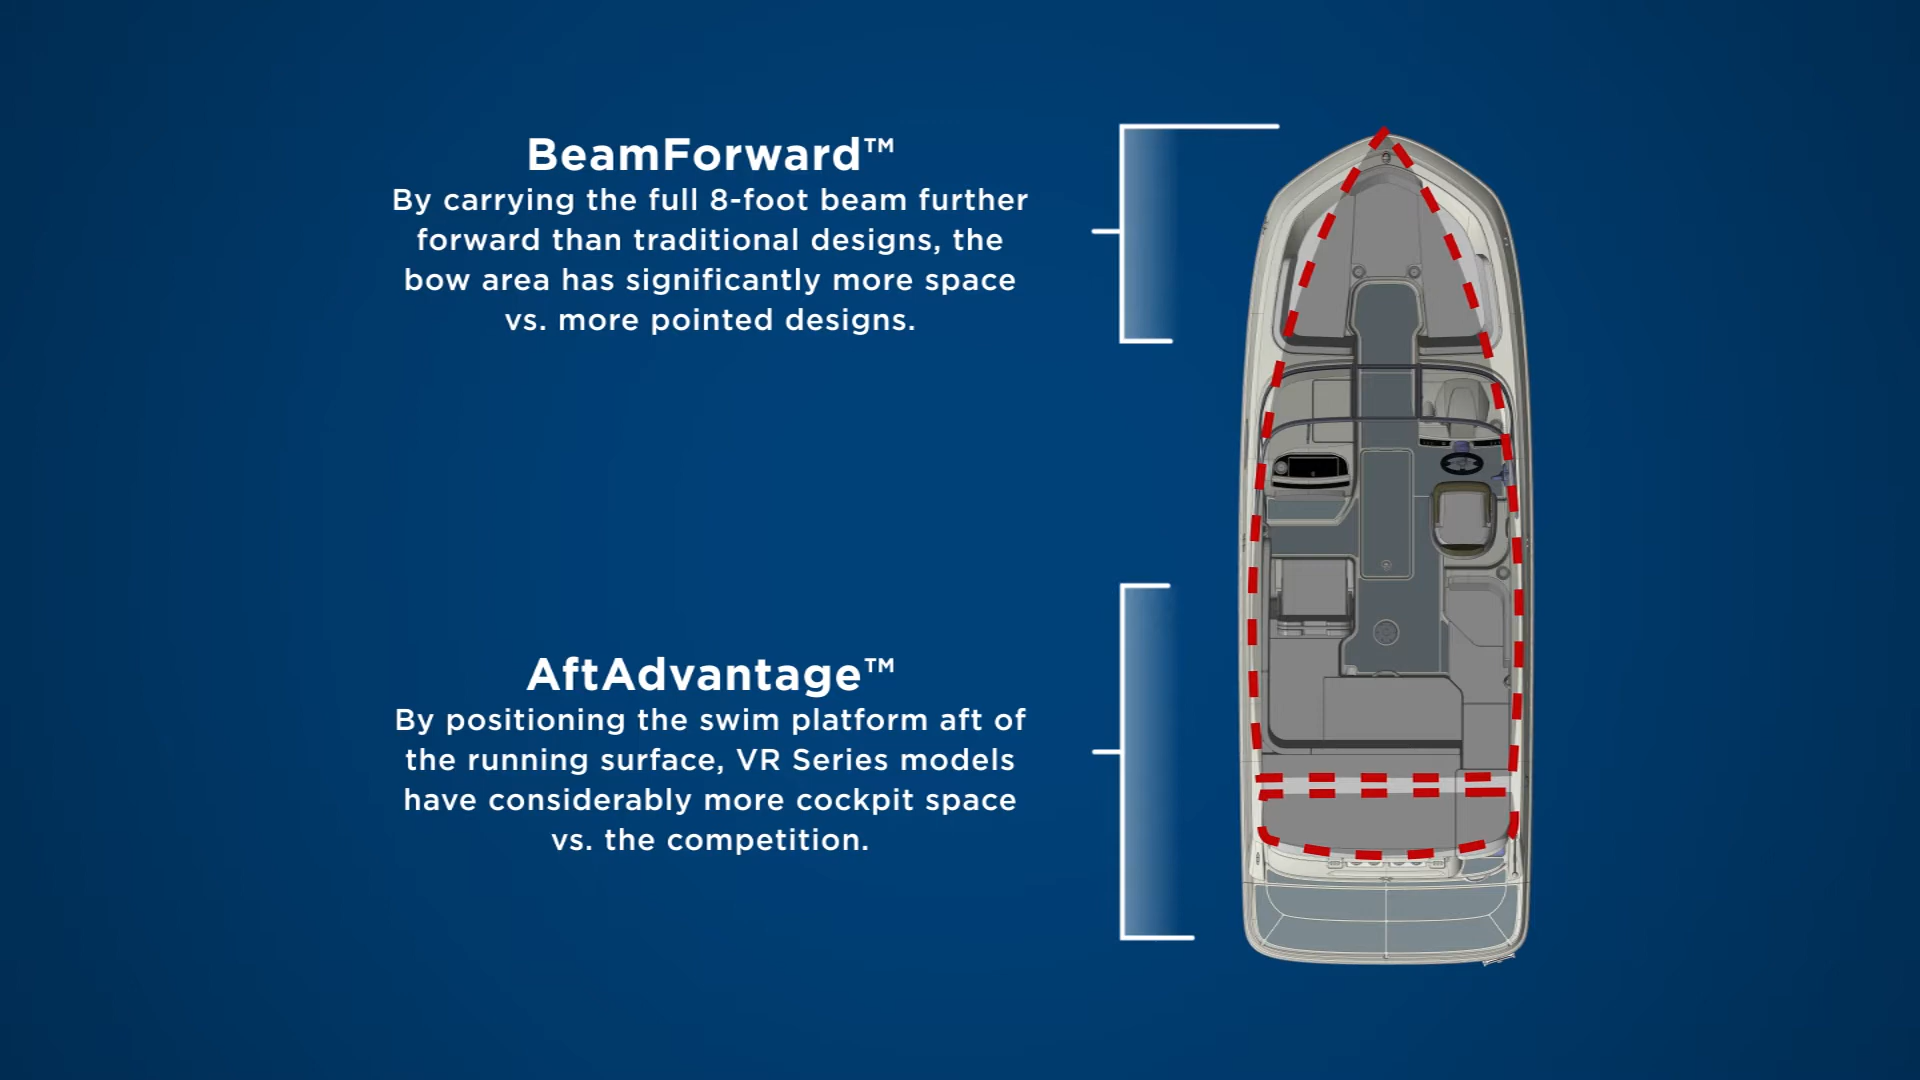 BeamForward™
By carrying the full 8-foot beam further
forward than traditional designs, the
bow area has significantly more space
vs. more pointed designs.
AftAdvantage™
By positioning the swim platform aft of
the running surface, VR Series models
have considerably more cockpit space
vs. the competition.